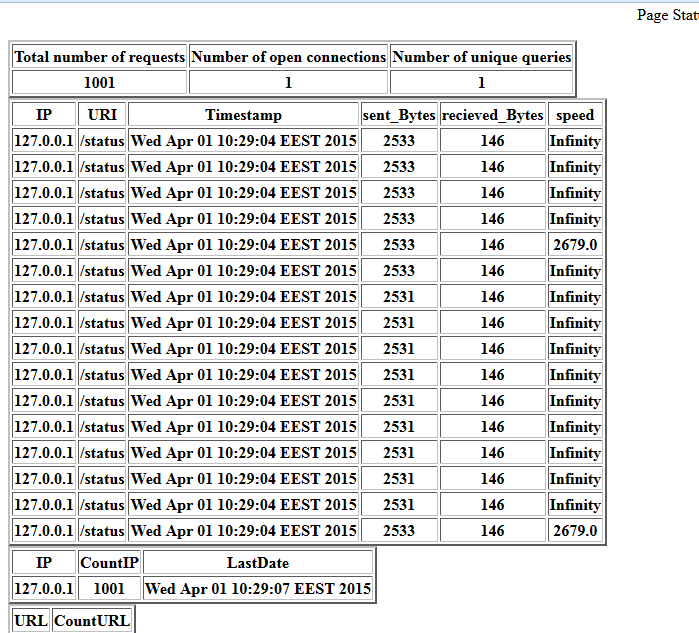 Page Stat
Total number of requests Number of open connections Number of unique queries
1001 1 1
IP URI Timestamp sent_Bytes recieved_Bytes speed
127.0.0.1 /status Wed Apr 01 10:29:04 EEST 2015 2533 146 Infinity
127.0.0.1 /status Wed Apr 01 10:29:04 EEST 2015 2533 146 Infinity
127.0.0.1 /status Wed Apr 01 10:29:04 EEST 2015 2533 146 Infinity
127.0.0.1 /status Wed Apr 01 10:29:04 EEST 2015 2533 146 Infinity
127.0.0.1 /status Wed Apr 01 10:29:04 EEST 2015 2533 146 2679.0
127.0.0.1 /status Wed Apr 01 10:29:04 EEST 2015 2533 146 Infinity
127.0.0.1 /status Wed Apr 01 10:29:04 EEST 2015 2531 146 Infinity
127.0.0.1 /status Wed Apr 01 10:29:04 EEST 2015 2531 146 Infinity
127.0.0.1 /status Wed Apr 01 10:29:04 EEST 2015 2531 146 Infinity
127.0.0.1 /status Wed Apr 01 10:29:04 EEST 2015 2531 146 Infinity
127.0.0.1 /status Wed Apr 01 10:29:04 EEST 2015 2531 146 Infinity
127.0.0.1 /status Wed Apr 01 10:29:04 EEST 2015 2531 146 Infinity
127.0.0.1 /status Wed Apr 01 10:29:04 EEST 2015 2531 146 Infinity
127.0.0.1 /status Wed Apr 01 10:29:04 EEST 2015 2531 146 Infinity
127.0.0.1 /status Wed Apr 01 10:29:04 EEST 2015 2531 146 Infinity
127.0.0.1 /status Wed Apr 01 10:29:04 EEST 2015 2533 146 2679.0
IP CountIP LastDate
127.0.0.1 1001 Wed Apr 01 10:29:07 EEST 2015
URL CountURL